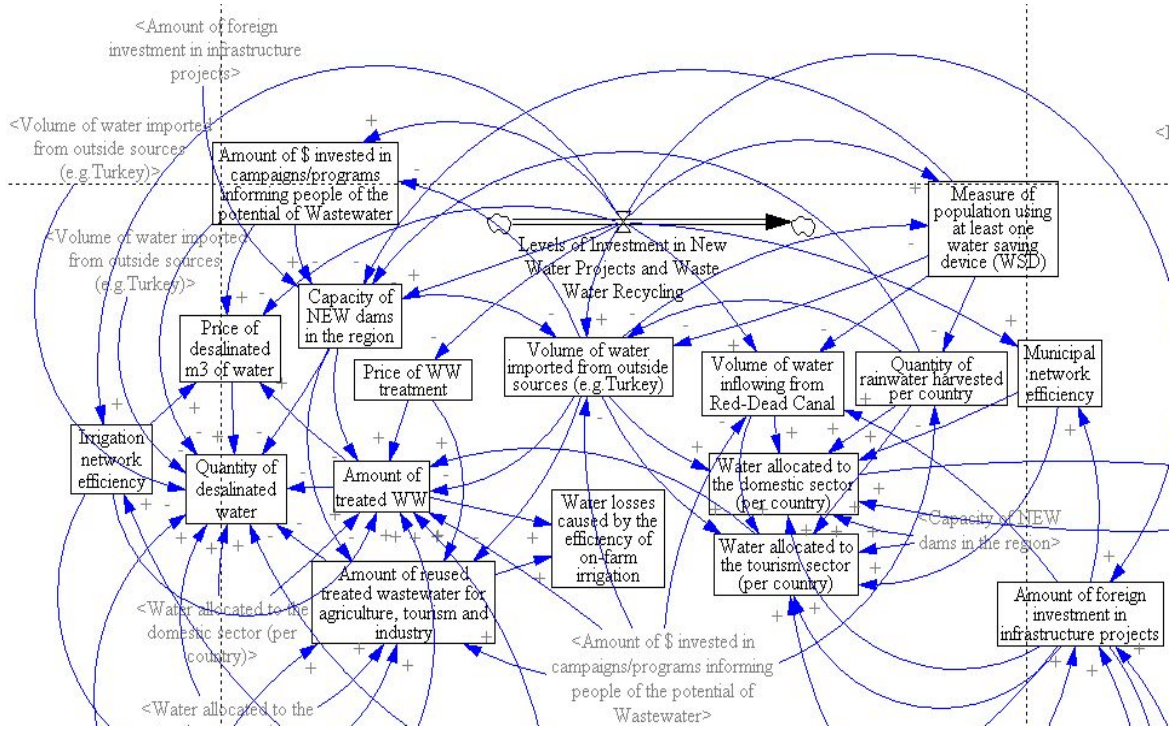 <Amount of foreign
investment in infrastructure
projects>
<Volume of water imported
from outside sources
(e.g.Turkey)>
Amount of $ invested in
campaigns/programs
informing people of the
potential of Wastewater
<Volume of water imported
from outside sources
(e.g.Turkey)>
Levels of Investment in New
Water Projects and Waste
Water Recycling
Measure of
population using
at least one
water saving
device (WSD)
Capacity of
NEW dams
in the region
Price of
desalinated
m3 of water
Price of WW
treatment
Volume of water
imported from outside
sources (e.g.Turkey)
Volume of water
inflowing from
Red-Dead Canal
Quantity of
rainwater harvested
per country
Municipal
network
efficiency
Irrigation
network
efficiency
Quantity of
desalinated
water
Amount of
treated WW
Water losses
caused by the
efficiency of
on-farm
irrigation
Water allocated to
the domestic sector
(per country)
Water allocated to
the tourism sector
(per country)
<Capacity of NEW
dams in the region>
Amount of reused
treated wastewater for
agriculture, tourism and
industry
Amount of foreign
investment in
infrastructure projects
<Water allocated to the
domestic sector (per
country)>
<Amount of $ invested in
campaigns/programs informing
people of the potential of
Wastewater>
<Water allocated to the